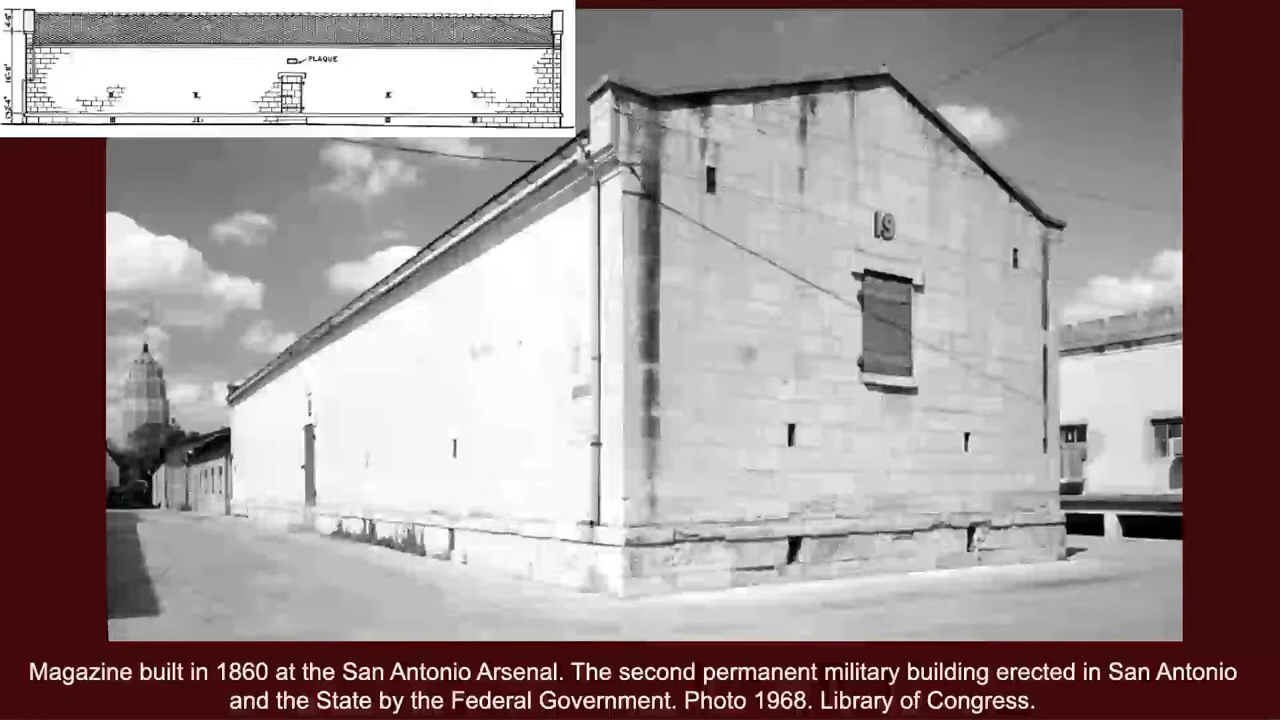 PLAQUE
19
Magazine built in 1860 at the San Antonio Arsenal. The second permanent military building erected in San Antonio
and the State by the Federal Government. Photo 1968. Library of Congress.